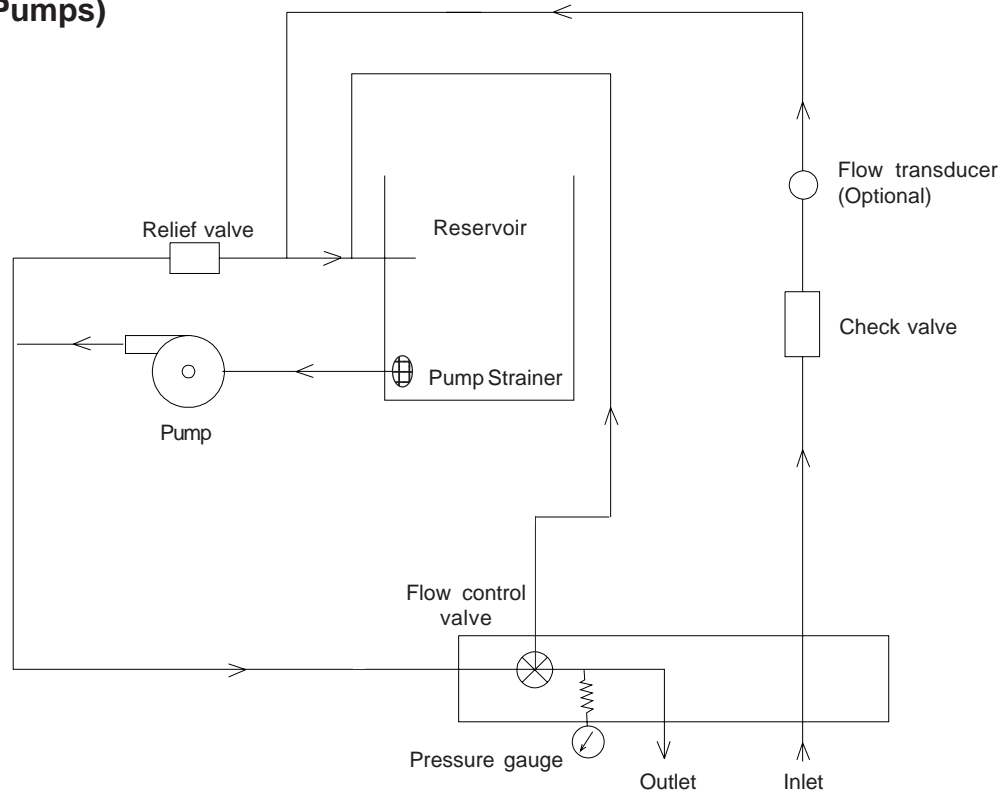 Pumps)
Flow transducer
(Optional)
Relief valve
Reservoir
Check valve
Pump Strainer
Pump
Flow control
valve
Pressure gauge
Outlet
Inlet